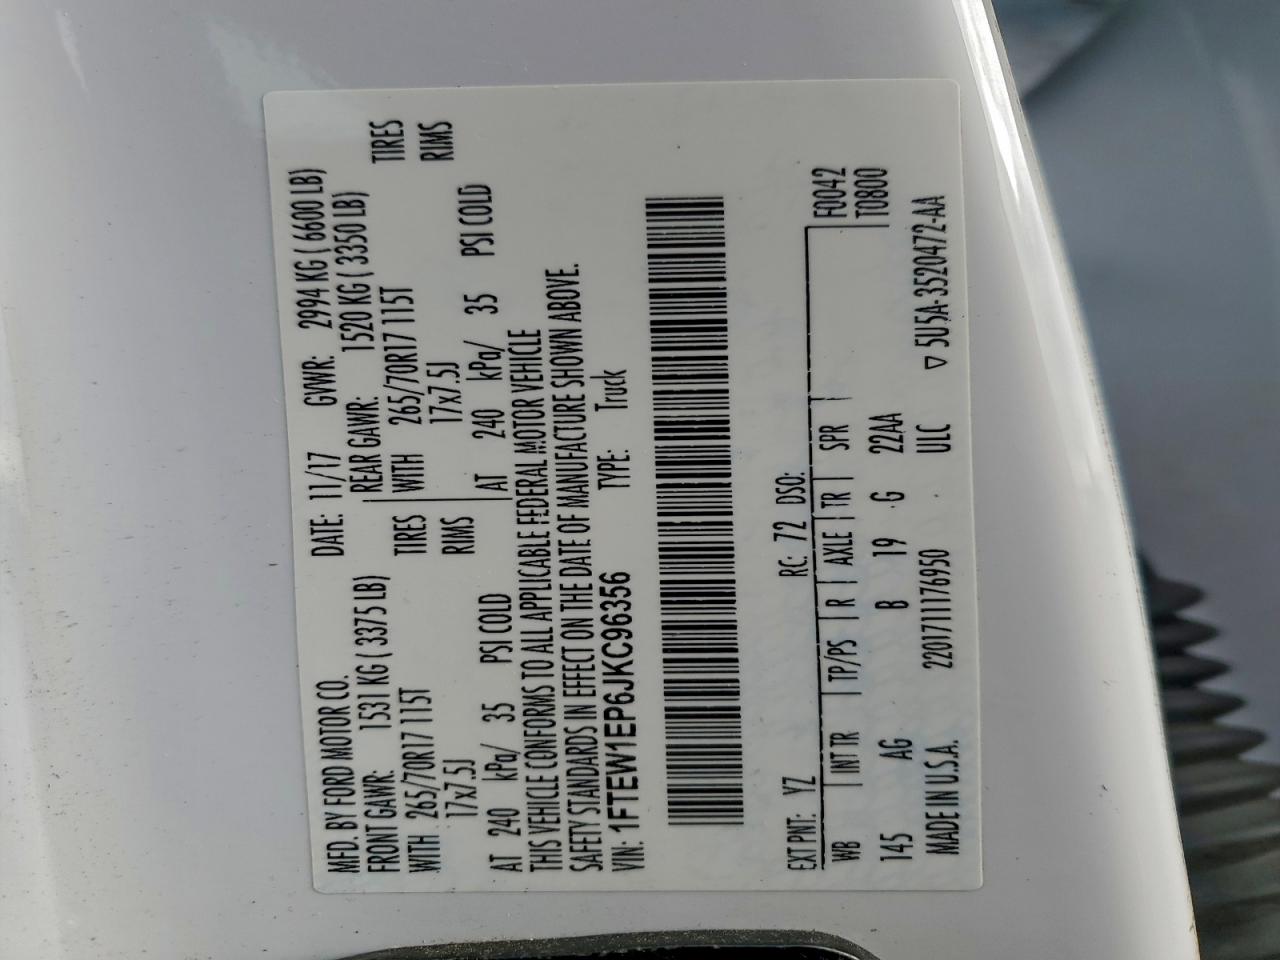 MFD. BY FORD MOTOR CO. DATE: 11/17 GVWR: 2994 KG ( 6600 LB)
FRONT GAWR: 1531 KG ( 3375 LB) REAR GAWR: 1520 KG ( 3350 LB)
WITH 265/70R17 115T TIRES WITH 265/70R17 115T TIRES
17x7.5J RIMS 17x7.5J RIMS
AT 240 kPa/ 35 PSI COLD AT 240 kPa/ 35 PSI COLD
THIS VEHICLE CONFORMS TO ALL APPLICABLE FEDERAL MOTOR VEHICLE
SAFETY STANDARDS IN EFFECT ON THE DATE OF MANUFACTURE SHOWN ABOVE.
VIN: 1FTEW1EP6JKC96356 TYPE: Truck
EXT PNT: YZ RC: 72 DSO: F0042
WB INT TR TP/PS R AXLE TR SPR T0800
145 AG B 19 G 22AA
MADE IN U.S.A. 2201711176950 ULC ▽ 5U5A-3520472-AA